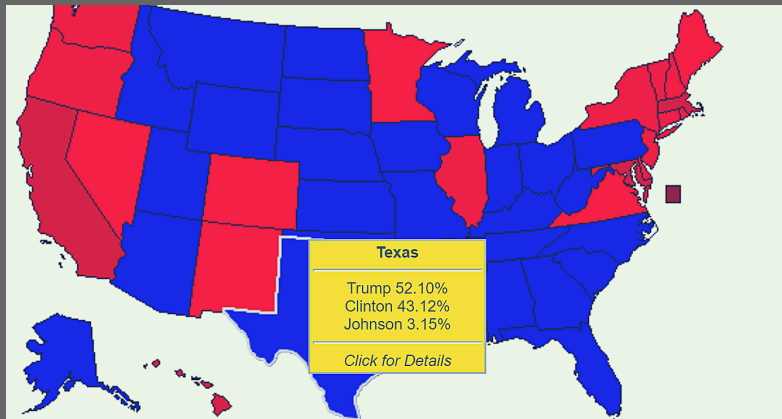 Texas
Trump 52.10%
Clinton 43.12%
Johnson 3.15%
Click for Details